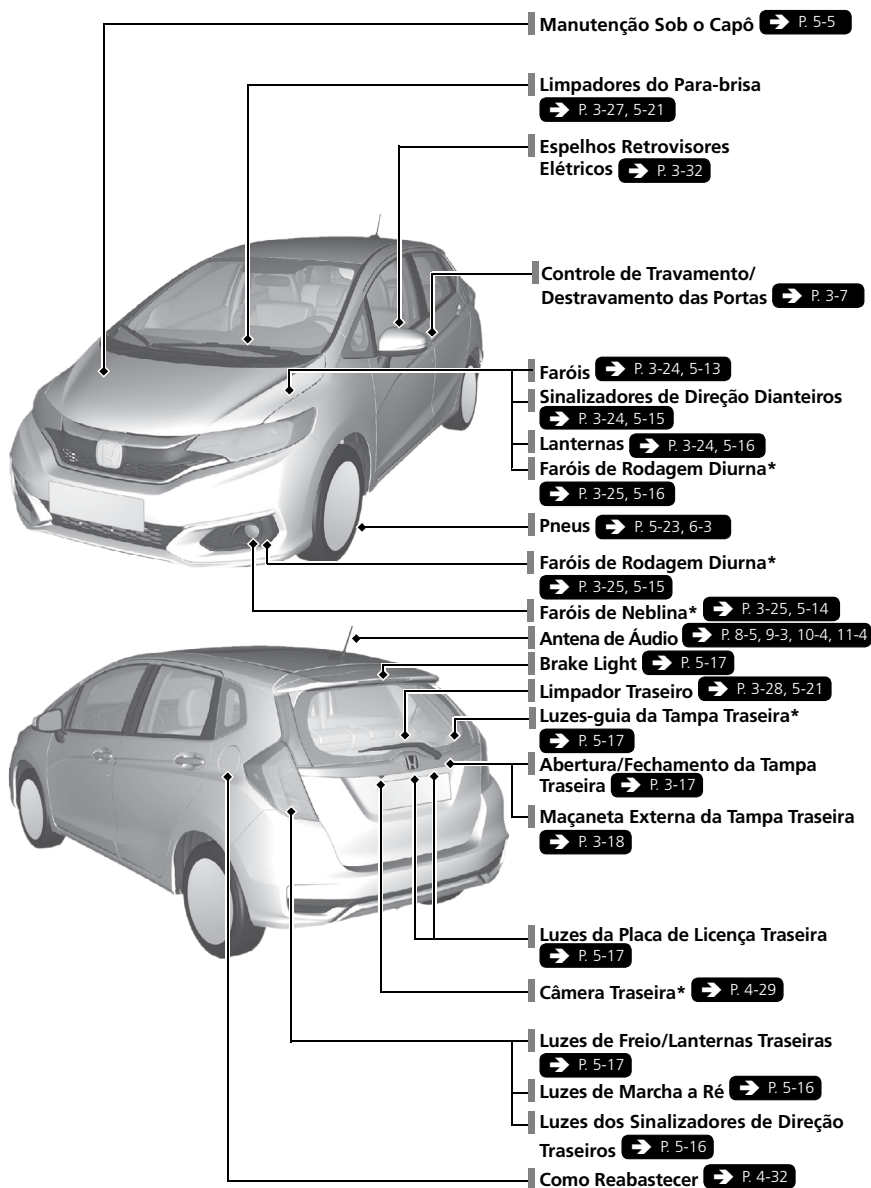 Manutenção Sob o Capô ➔ P. 5-5
Limpadores do Para-brisa
➔ P. 3-27, 5-21
Espelhos Retrovisores
Elétricos ➔ P. 3-32
Controle de Travamento/
Destravamento das Portas ➔ P. 3-7
Faróis ➔ P. 3-24, 5-13
Sinalizadores de Direção Dianteiros
➔ P. 3-24, 5-15
Lanternas ➔ P. 3-24, 5-16
Faróis de Rodagem Diurna*
➔ P. 3-25, 5-16
Pneus ➔ P. 5-23, 6-3
Faróis de Rodagem Diurna*
➔ P. 3-25, 5-15
Faróis de Neblina* ➔ P. 3-25, 5-14
Antena de Áudio ➔ P. 8-5, 9-3, 10-4, 11-4
Brake Light ➔ P. 5-17
Limpador Traseiro ➔ P. 3-28, 5-21
Luzes-guia da Tampa Traseira*
➔ P. 5-17
Abertura/Fechamento da Tampa
Traseira ➔ P. 3-17
Maçaneta Externa da Tampa Traseira
➔ P. 3-18
Luzes da Placa de Licença Traseira
➔ P. 5-17
Câmera Traseira* ➔ P. 4-29
Luzes de Freio/Lanternas Traseiras
➔ P. 5-17
Luzes de Marcha a Ré ➔ P. 5-16
Luzes dos Sinalizadores de Direção
Traseiros ➔ P. 5-16
Como Reabastecer ➔ P. 4-32